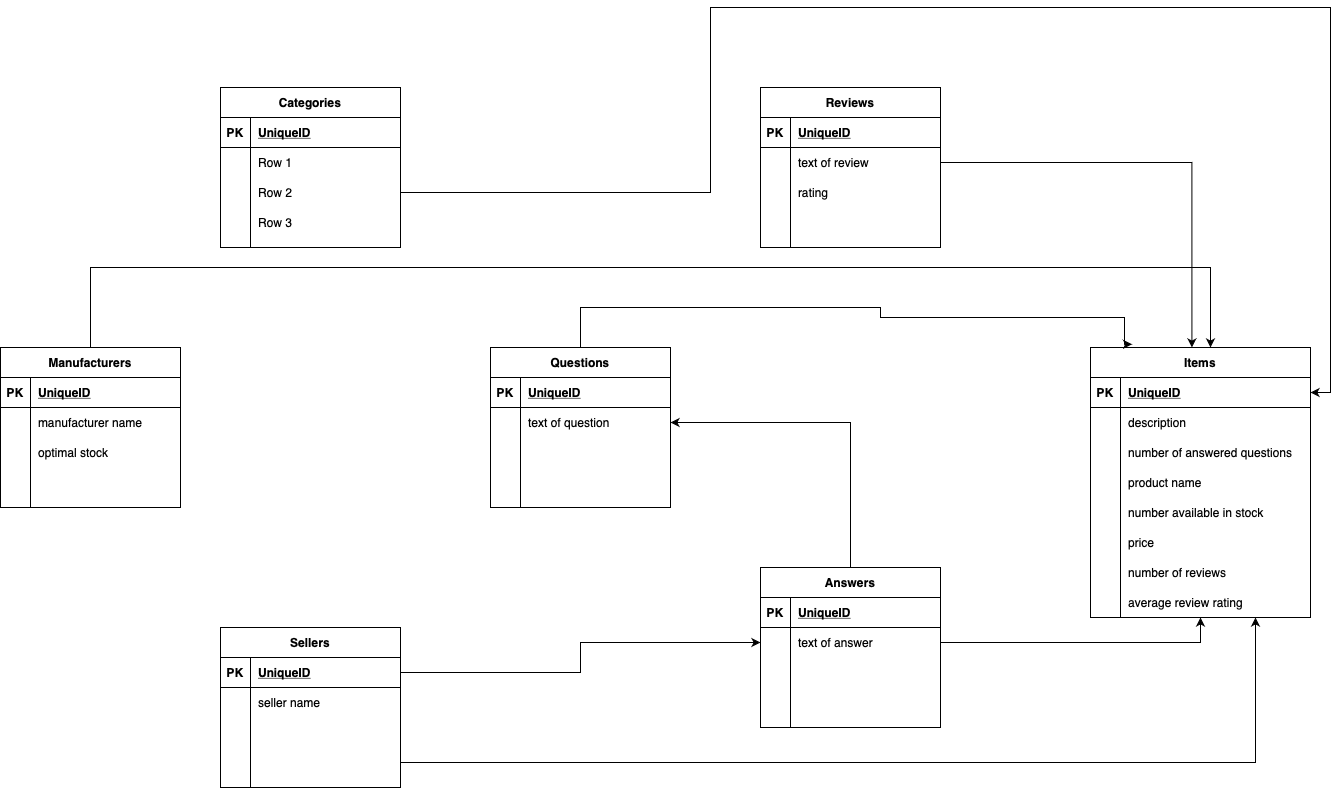 Categories
PK UniqueID
Row 1
Row 2
Row 3
Reviews
PK UniqueID
text of review
rating
Manufacturers
PK UniqueID
manufacturer name
optimal stock
Questions
PK UniqueID
text of question
Items
PK UniqueID
description
number of answered questions
product name
number available in stock
price
number of reviews
average review rating
Answers
PK UniqueID
text of answer
Sellers
PK UniqueID
seller name